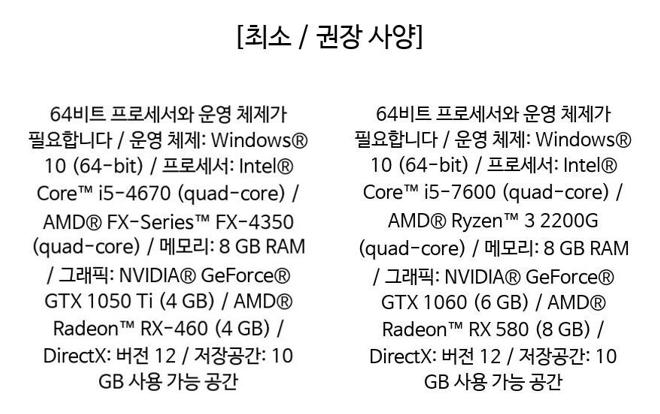 [최소 / 권장 사양]
64비트 프로세서와 운영 체제가
필요합니다 / 운영 체제: Windows®
10 (64-bit) / 프로세서: Intel®
Core™ i5-4670 (quad-core) /
AMD® FX-Series™ FX-4350
(quad-core) / 메모리: 8 GB RAM
/ 그래픽: NVIDIA® GeForce®
GTX 1050 Ti (4 GB) / AMD®
Radeon™ RX-460 (4 GB) /
DirectX: 버전 12 / 저장공간: 10
GB 사용 가능 공간
64비트 프로세서와 운영 체제가
필요합니다 / 운영 체제: Windows®
10 (64-bit) / 프로세서: Intel®
Core™ i5-7600 (quad-core) /
AMD® Ryzen™ 3 2200G
(quad-core) / 메모리: 8 GB RAM
/ 그래픽: NVIDIA® GeForce®
GTX 1060 (6 GB) / AMD®
Radeon™ RX 580 (8 GB) /
DirectX: 버전 12 / 저장공간: 10
GB 사용 가능 공간